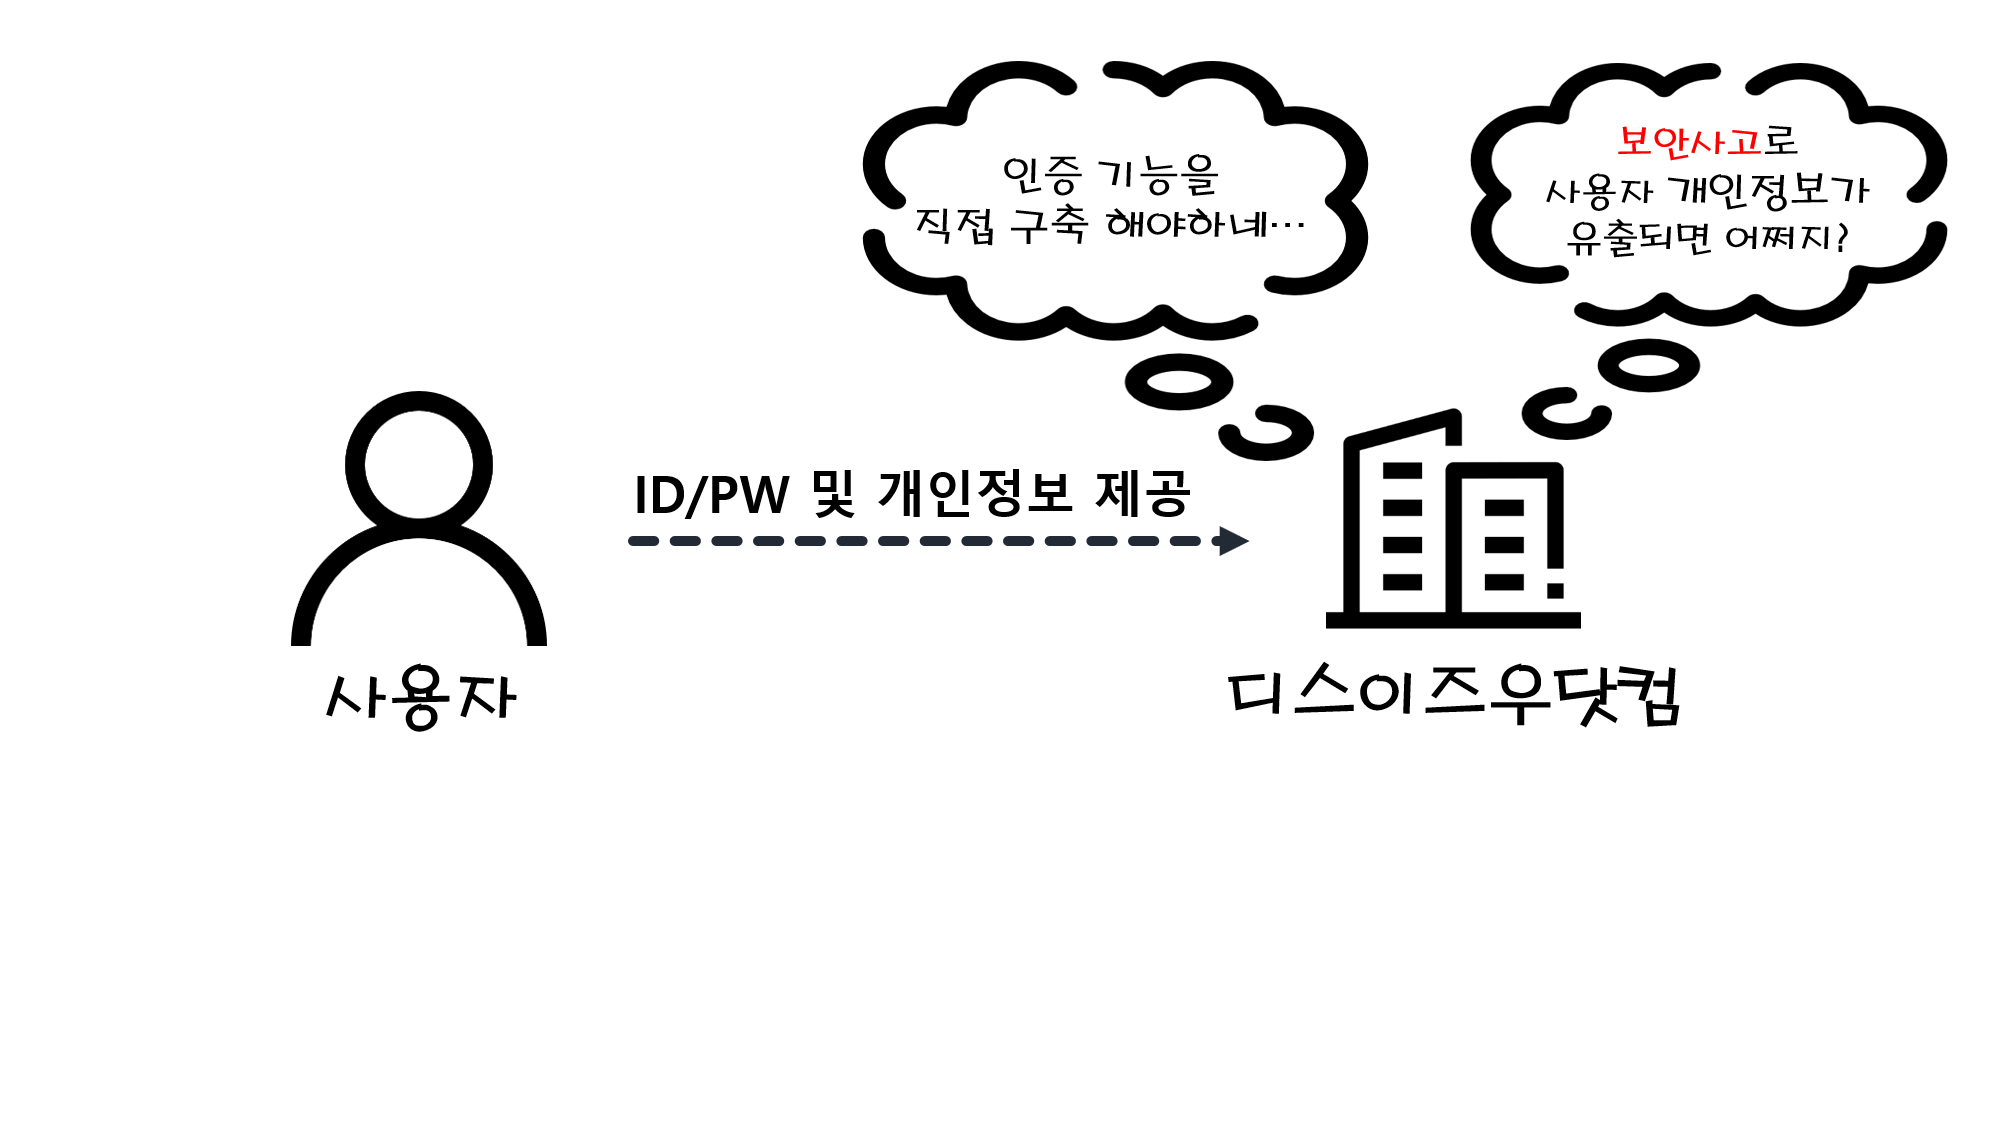 인증 기능을
직접 구축 해야하네…
보안사고로
사용자 개인정보가
유출되면 어쩌지?
ID/PW 및 개인정보 제공
사용자
디스이즈우닷컴